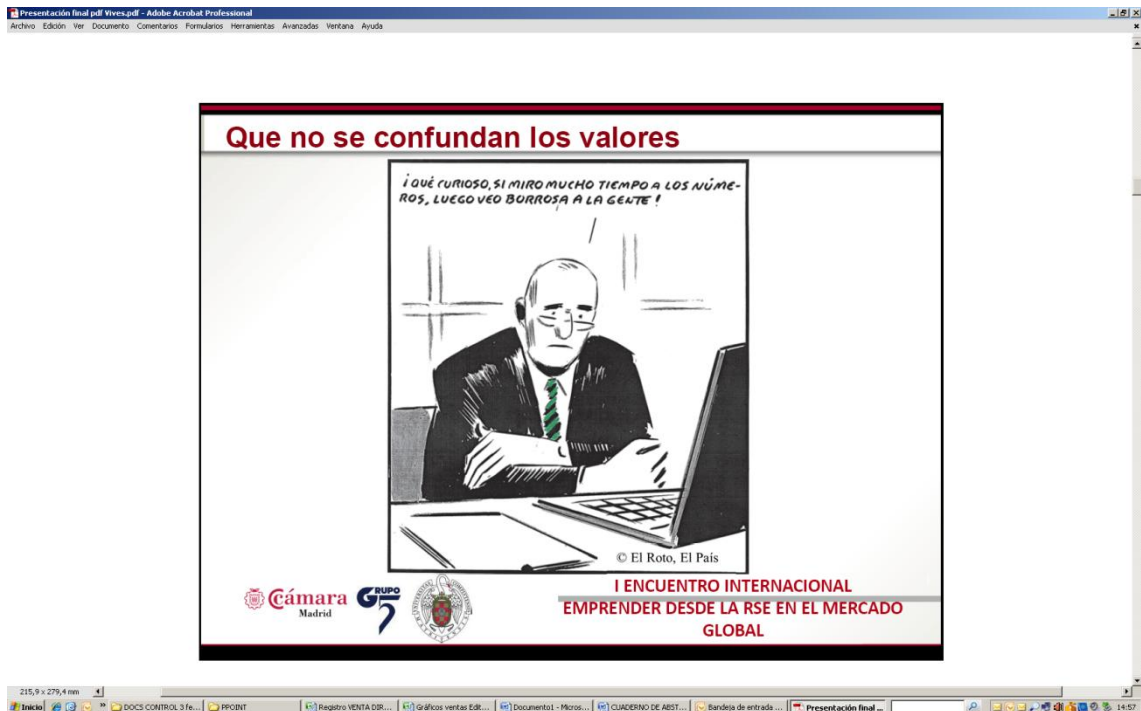 Presentación final pdf Vives.pdf - Adobe Acrobat Professional
Archivo Edición Ver Documento Comentarios Formularios Herramientas Avanzadas Ventana Ayuda
Que no se confundan los valores
¡QUÉ CURIOSO, SI MIRO MUCHO TIEMPO A LOS NÚME-
ROS, LUEGO VEO BORROSA A LA GENTE!
© El Roto, El País
Cámara
Madrid
GRUPO
5
I ENCUENTRO INTERNACIONAL
EMPRENDER DESDE LA RSE EN EL MERCADO
GLOBAL
215,9 x 279,4 mm
Inicio
DOCS CONTROL 3 fe...
PPOINT
Registro VENTA DIR...
Gráficos ventas Edit...
Documento1 - Micros...
CUADERNO DE ABST...
Bandeja de entrada ...
Presentación final ...
14:57